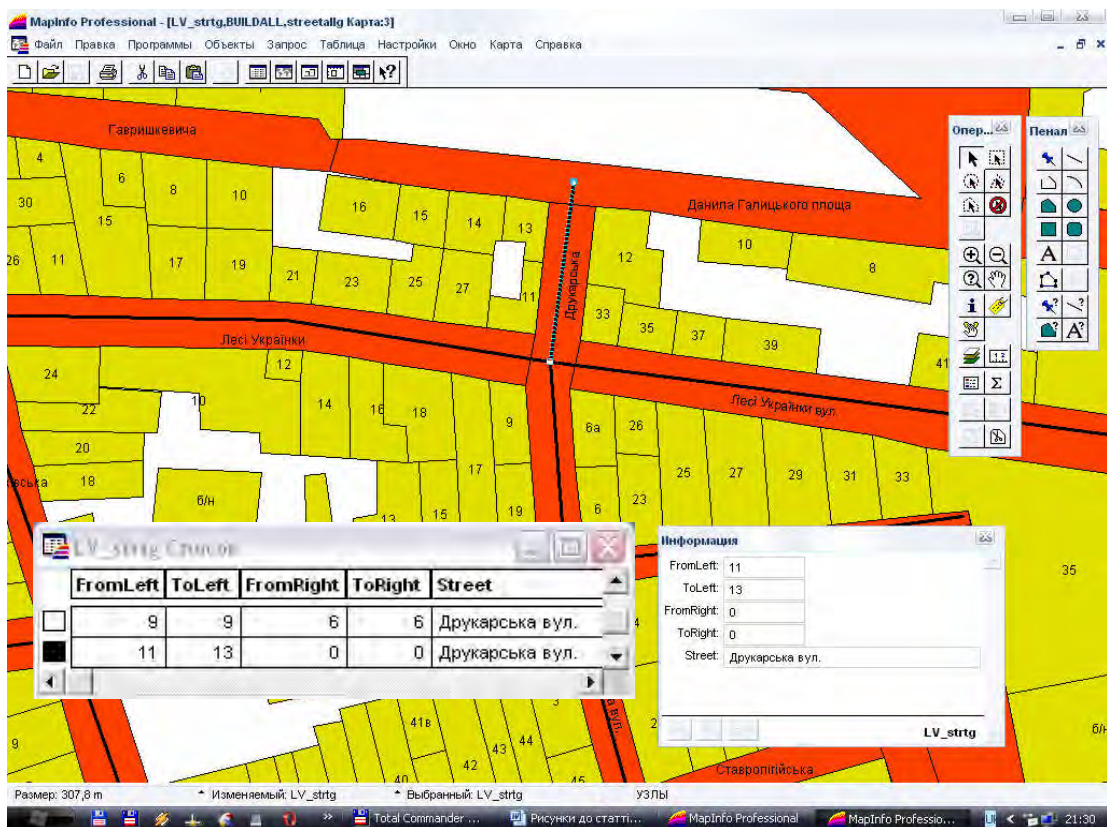 MapInfo Professional - [LV_strtg,BUILDALL,streetallg Карта:3]
Файл Правка Программы Объекты Запрос Таблица Настройки Окно Карта Справка
Гавришкевича
Данила Галицького площа
Друкарська
Лесі Українки
Лесі Українки вул.
4 6 8 10
30 15
26 11 17 19
16 15 14 13
21 23 25 27 11
12
10 8
33 35 37 39 41
24 12
22 10 14 16 18 9
20
18
б/н
17 15 19
13
6а 26
25 27 29 31 33
6 23
35
Опер...
Пенал
LV_strtg Список
FromLeft ToLeft FromRight ToRight Street
9 9 6 6 Друкарська вул.
11 13 0 0 Друкарська вул.
Информация
FromLeft: 11
ToLeft: 13
FromRight: 0
ToRight: 0
Street: Друкарська вул.
LV_strtg
41в
43 44
42
40
45
9
б/н
Ставропігійська
Размер: 307,8 m Изменяемый: LV_strtg Выбранный: LV_strtg УЗЛЫ
Total Commander ... Рисунки до статті... MapInfo Professional MapInfo Professio... 21:30